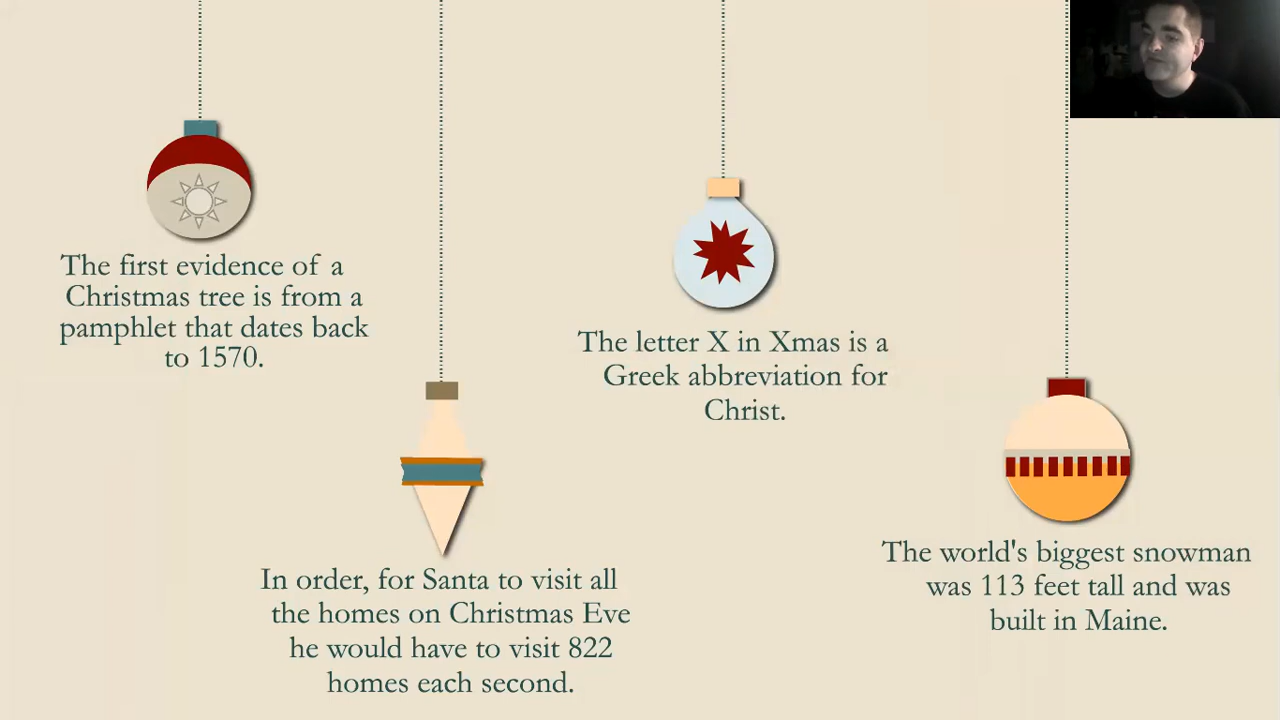 The first evidence of a
Christmas tree is from a
pamphlet that dates back
to 1570.
In order, for Santa to visit all
the homes on Christmas Eve
he would have to visit 822
homes each second.
The letter X in Xmas is a
Greek abbreviation for
Christ.
The world's biggest snowman
was 113 feet tall and was
built in Maine.